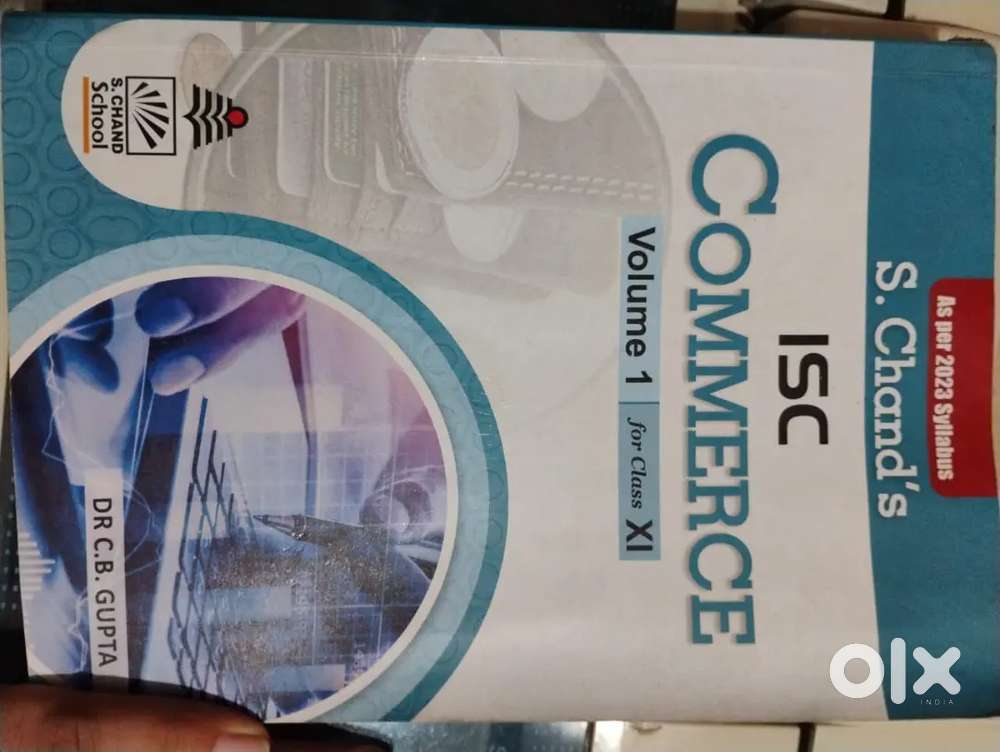 As per 2023 Syllabus
S. Chand's
ISC
COMMERCE
Volume 1 for Class XI
S. CHAND
School
DR C.B. GUPTA
OLX
INDIA